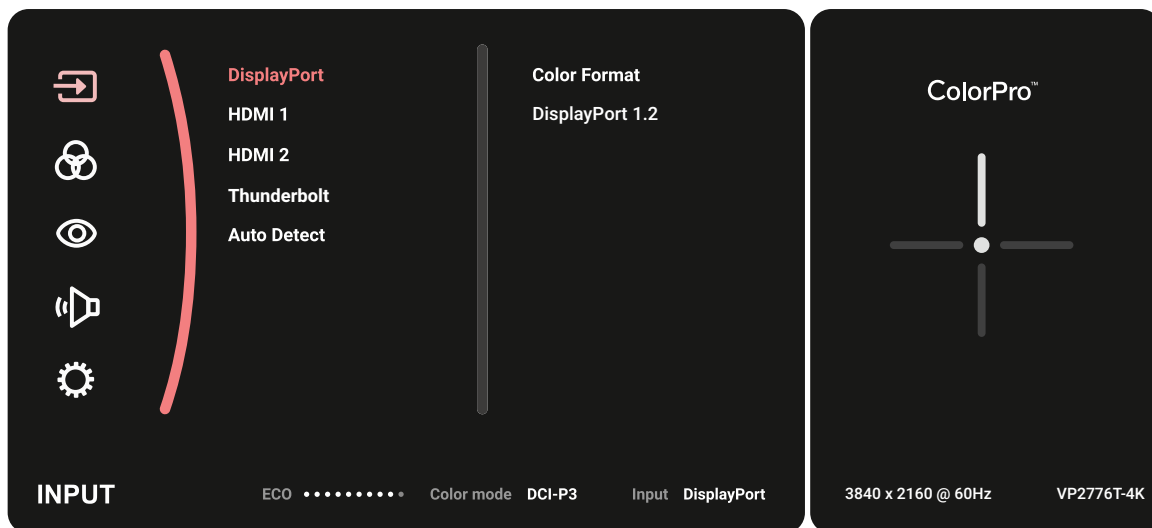 DisplayPort
HDMI 1
HDMI 2
Thunderbolt
Auto Detect
Color Format
DisplayPort 1.2
INPUT
ECO
Color mode DCI-P3
Input DisplayPort
ColorPro™
3840 x 2160 @ 60Hz
VP2776T-4K